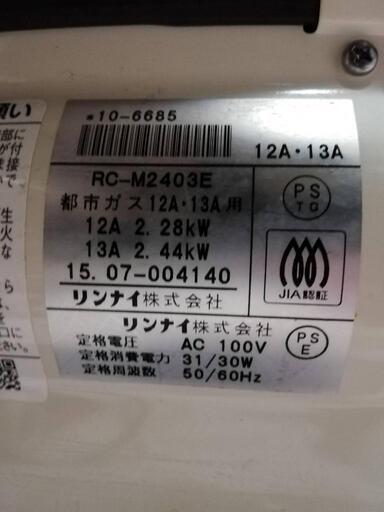 願い
*10-6685
12A・13A
RC-M2403E
都市ガス12A・13A用
12A 2.28kW
13A 2.44kW
15.07-004140
リンナイ株式会社
PS
TG
JIA認証
リンナイ株式会社
定格電圧 AC 100V
定格消費電力 31/30W
定格周波数 50/60Hz
PS
E